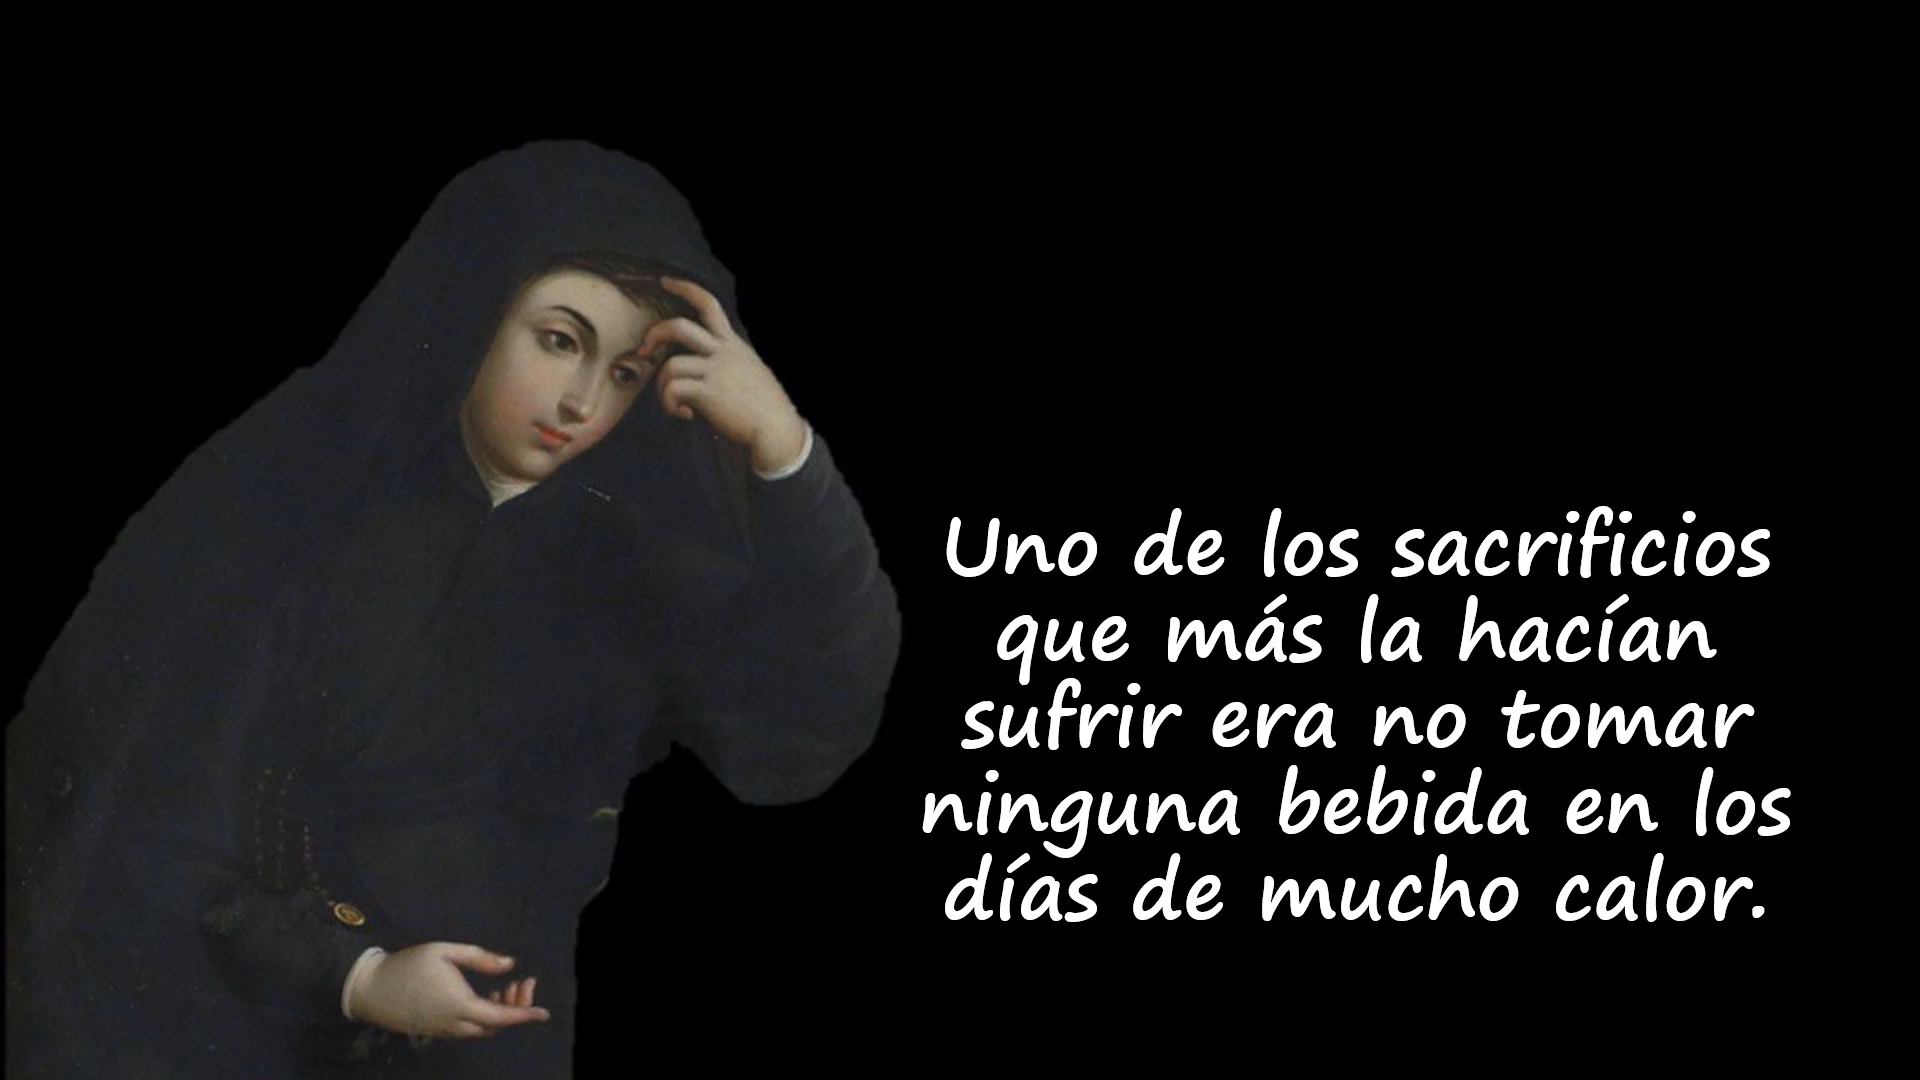 Uno de los sacrificios
que más la hacían
sufrir era no tomar
ninguna bebida en los
días de mucho calor.